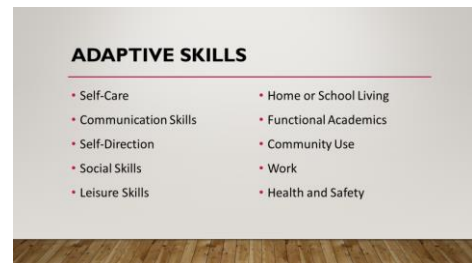 ADAPTIVE SKILLS
• Self-Care
• Communication Skills
• Self-Direction
• Social Skills
• Leisure Skills
• Home or School Living
• Functional Academics
• Community Use
• Work
• Health and Safety